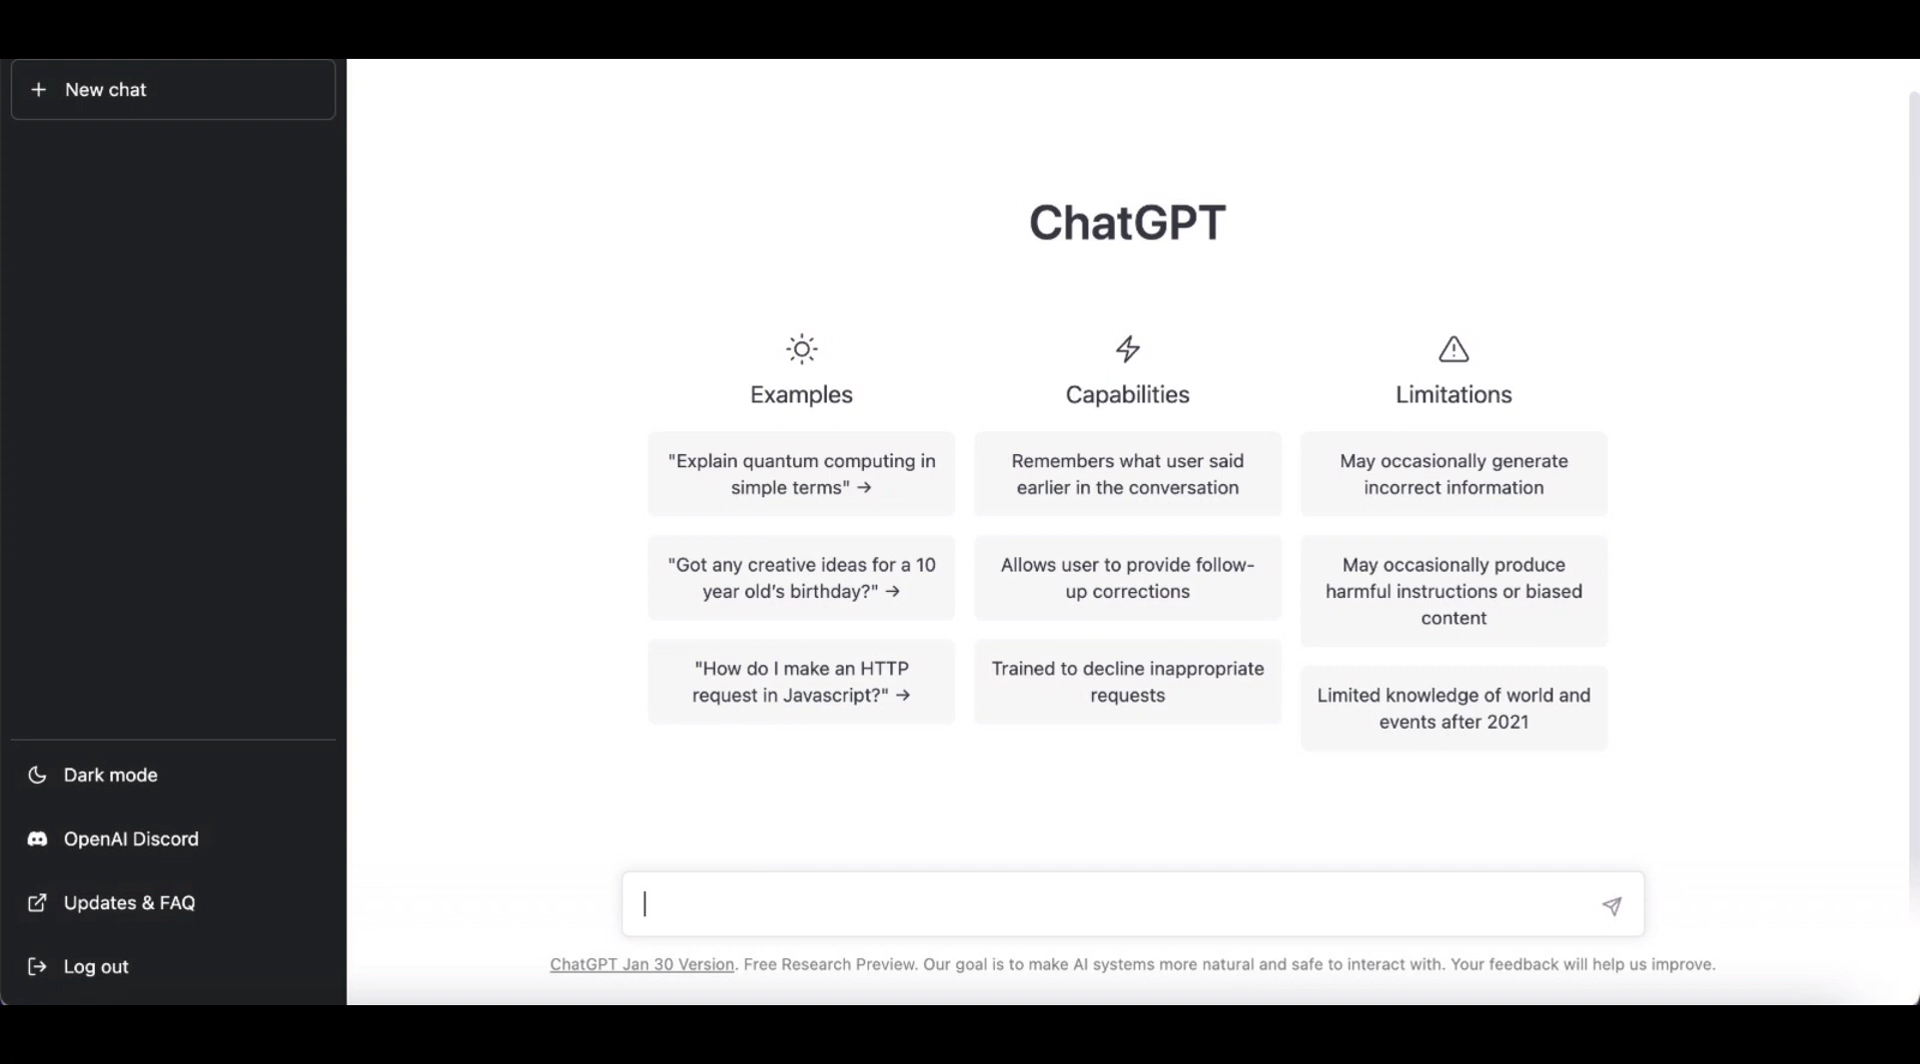 New chat
ChatGPT
Examples
"Explain quantum computing in
simple terms" →
"Got any creative ideas for a 10
year old’s birthday?" →
"How do I make an HTTP
request in Javascript?" →
Capabilities
Remembers what user said
earlier in the conversation
Allows user to provide follow-
up corrections
Trained to decline inappropriate
requests
Limitations
May occasionally generate
incorrect information
May occasionally produce
harmful instructions or biased
content
Limited knowledge of world and
events after 2021
Dark mode
OpenAI Discord
Updates & FAQ
Log out
ChatGPT Jan 30 Version. Free Research Preview. Our goal is to make AI systems more natural and safe to interact with. Your feedback will help us improve.